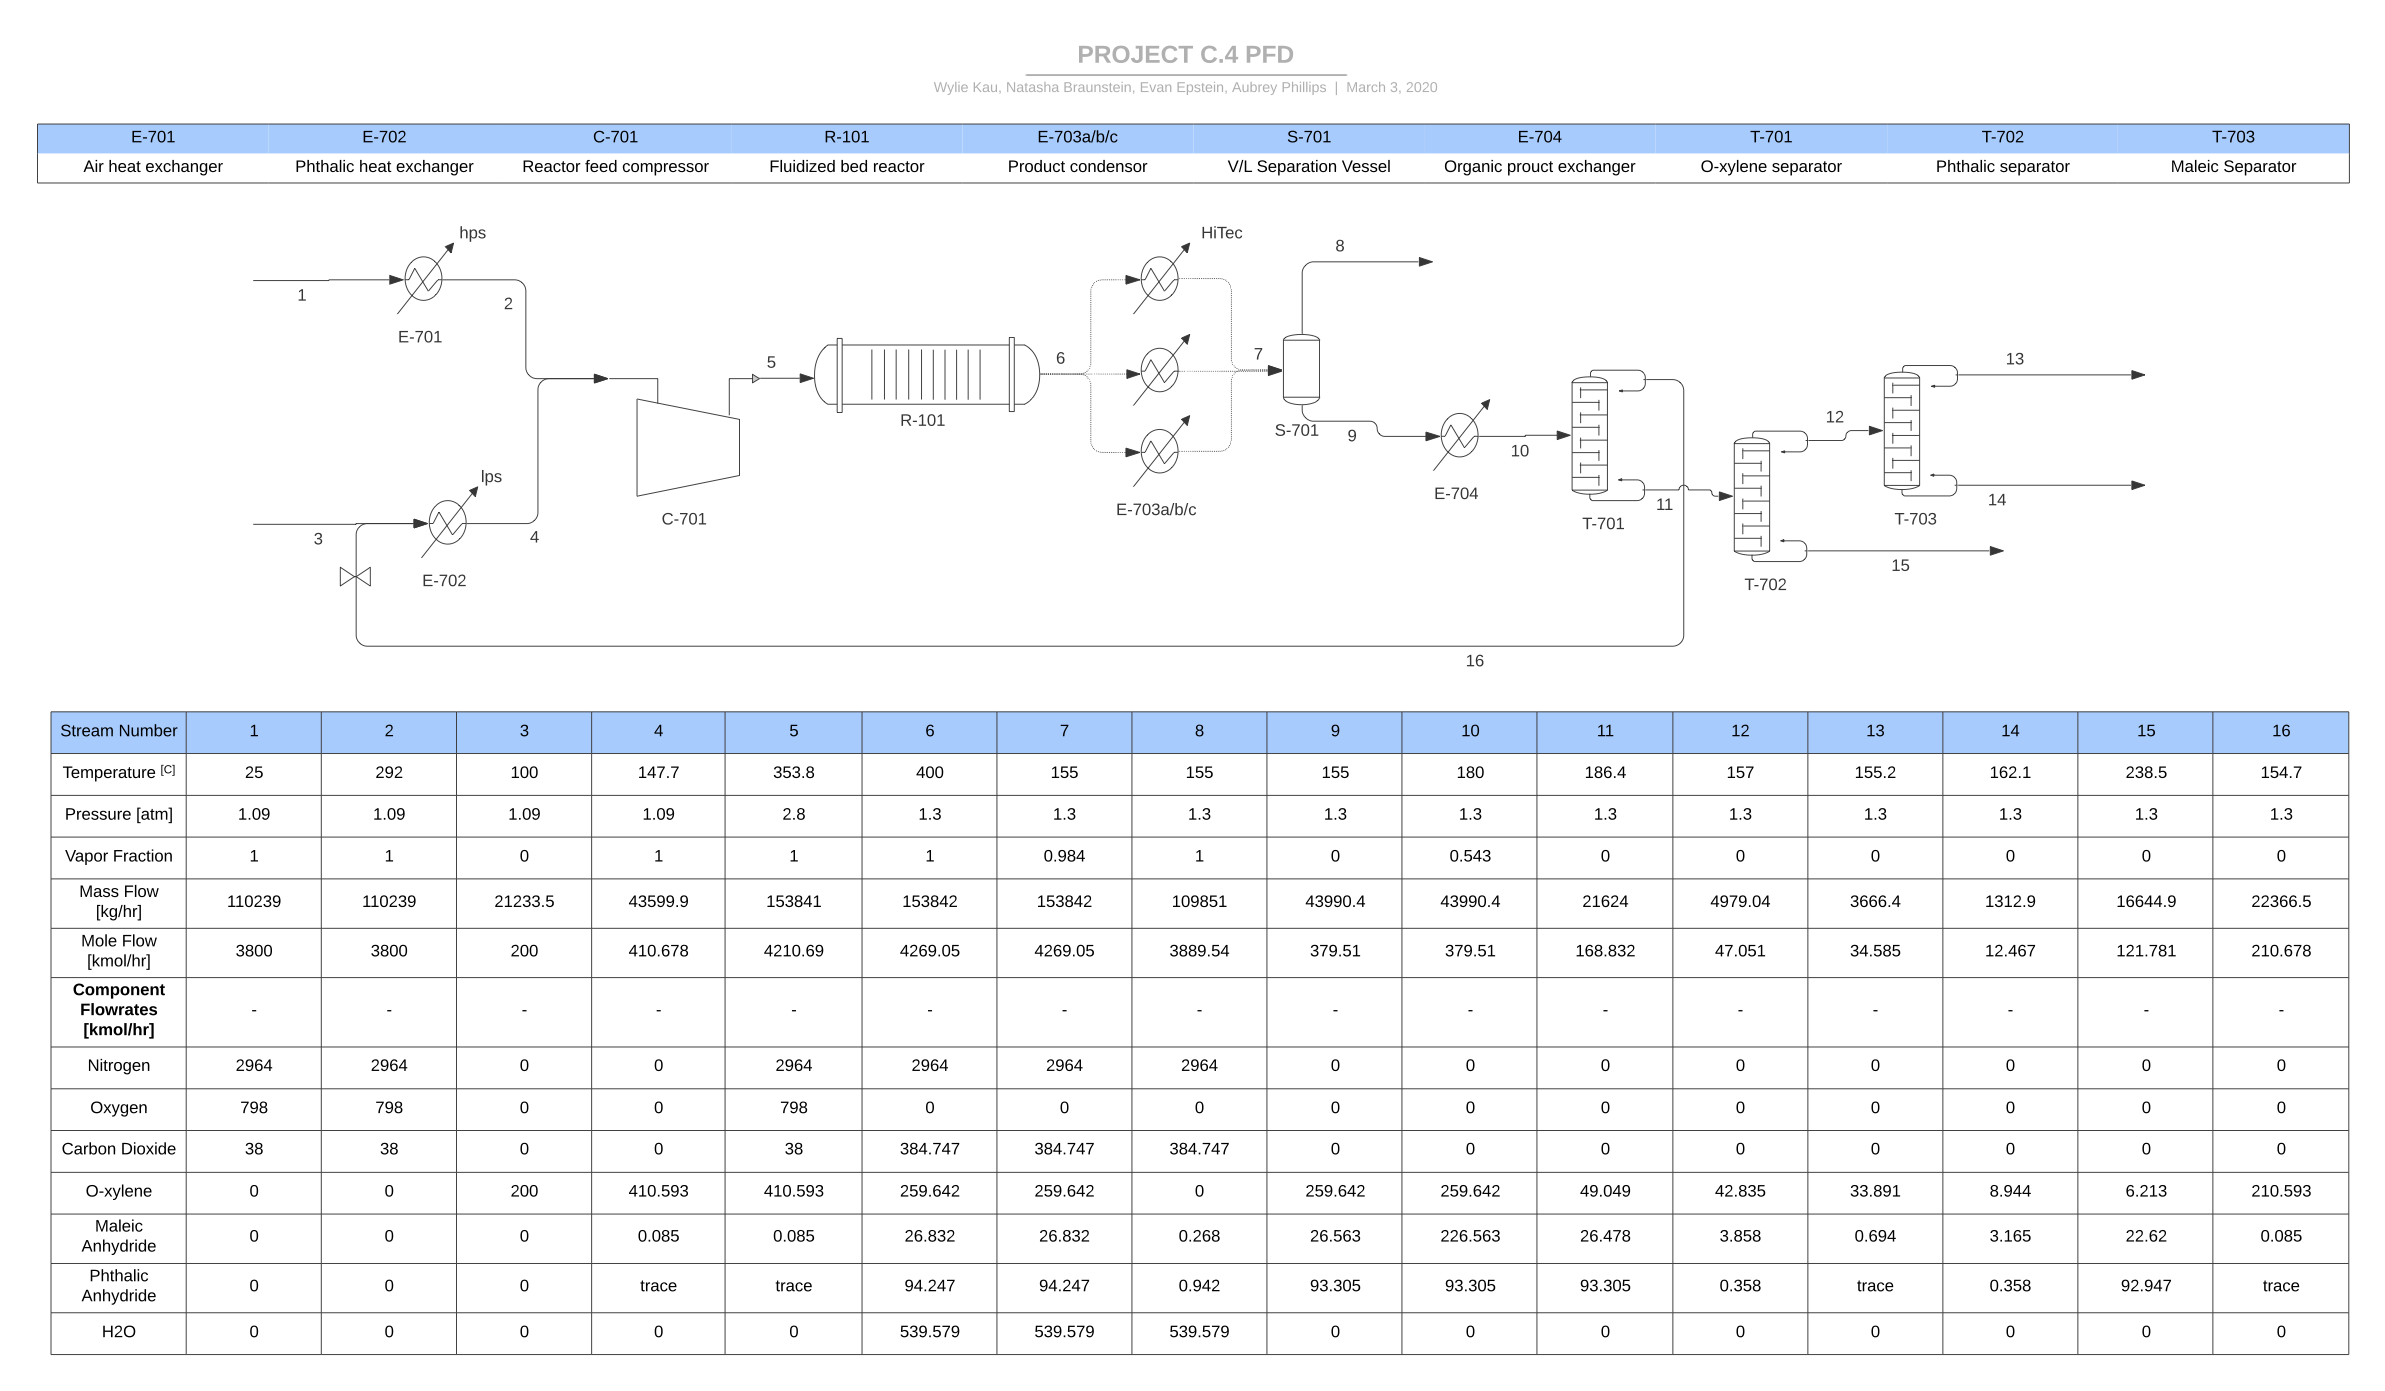 PROJECT C.4 PFD
Wylie Kau, Natasha Braunstein, Evan Epstein, Aubrey Phillips | March 3, 2020
E-701 E-702 C-701 R-101 E-703a/b/c S-701 E-704 T-701 T-702 T-703
Air heat exchanger Phthalic heat exchanger Reactor feed compressor Fluidized bed reactor Product condensor V/L Separation Vessel Organic prouct exchanger O-xylene separator Phthalic separator Maleic Separator
hps
1
2
E-701
lps
3
4
E-702
C-701
5
R-101
6
HiTec
E-703a/b/c
7
8
S-701
9
E-704
10
T-701
11
T-702
12
13
T-703
14
15
16
Stream Number 1 2 3 4 5 6 7 8 9 10 11 12 13 14 15 16
Temperature [C] 25 292 100 147.7 353.8 400 155 155 155 180 186.4 157 155.2 162.1 238.5 154.7
Pressure [atm] 1.09 1.09 1.09 1.09 2.8 1.3 1.3 1.3 1.3 1.3 1.3 1.3 1.3 1.3 1.3 1.3
Vapor Fraction 1 1 0 1 1 1 0.984 1 0 0.543 0 0 0 0 0 0
Mass Flow
[kg/hr] 110239 110239 21233.5 43599.9 153841 153842 153842 109851 43990.4 43990.4 21624 4979.04 3666.4 1312.9 16644.9 22366.5
Mole Flow
[kmol/hr] 3800 3800 200 410.678 4210.69 4269.05 4269.05 3889.54 379.51 379.51 168.832 47.051 34.585 12.467 121.781 210.678
Component
Flowrates
[kmol/hr] - - - - - - - - - - - - - - - -
Nitrogen 2964 2964 0 0 2964 2964 2964 2964 0 0 0 0 0 0 0 0
Oxygen 798 798 0 0 798 0 0 0 0 0 0 0 0 0 0 0
Carbon Dioxide 38 38 0 0 38 384.747 384.747 384.747 0 0 0 0 0 0 0 0
O-xylene 0 0 200 410.593 410.593 259.642 259.642 0 259.642 259.642 49.049 42.835 33.891 8.944 6.213 210.593
Maleic
Anhydride 0 0 0 0.085 0.085 26.832 26.832 0.268 26.563 226.563 26.478 3.858 0.694 3.165 22.62 0.085
Phthalic
Anhydride 0 0 0 trace trace 94.247 94.247 0.942 93.305 93.305 93.305 0.358 trace 0.358 92.947 trace
H2O 0 0 0 0 0 539.579 539.579 539.579 0 0 0 0 0 0 0 0